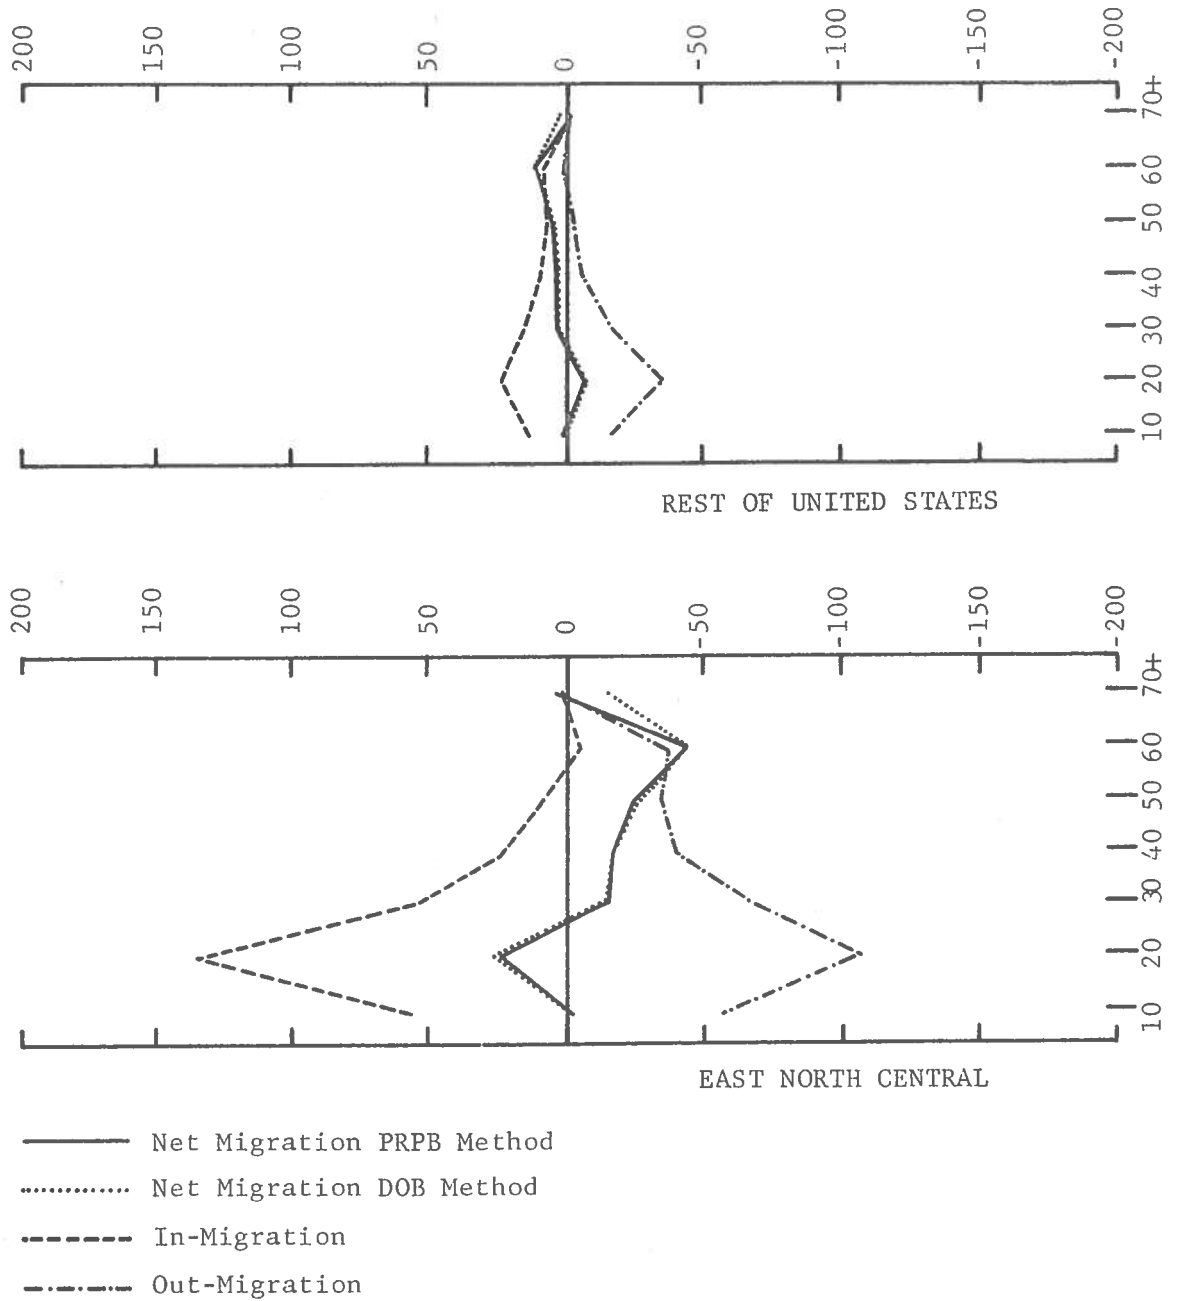 200 150 100 50 0 -50 -100 -150 -200
70+
60
50
40
30
20
10
REST OF UNITED STATES
200 150 100 50 0 -50 -100 -150 -200
70+
60
50
40
30
20
10
EAST NORTH CENTRAL
Net Migration PRPB Method
Net Migration DOB Method
In-Migration
Out-Migration